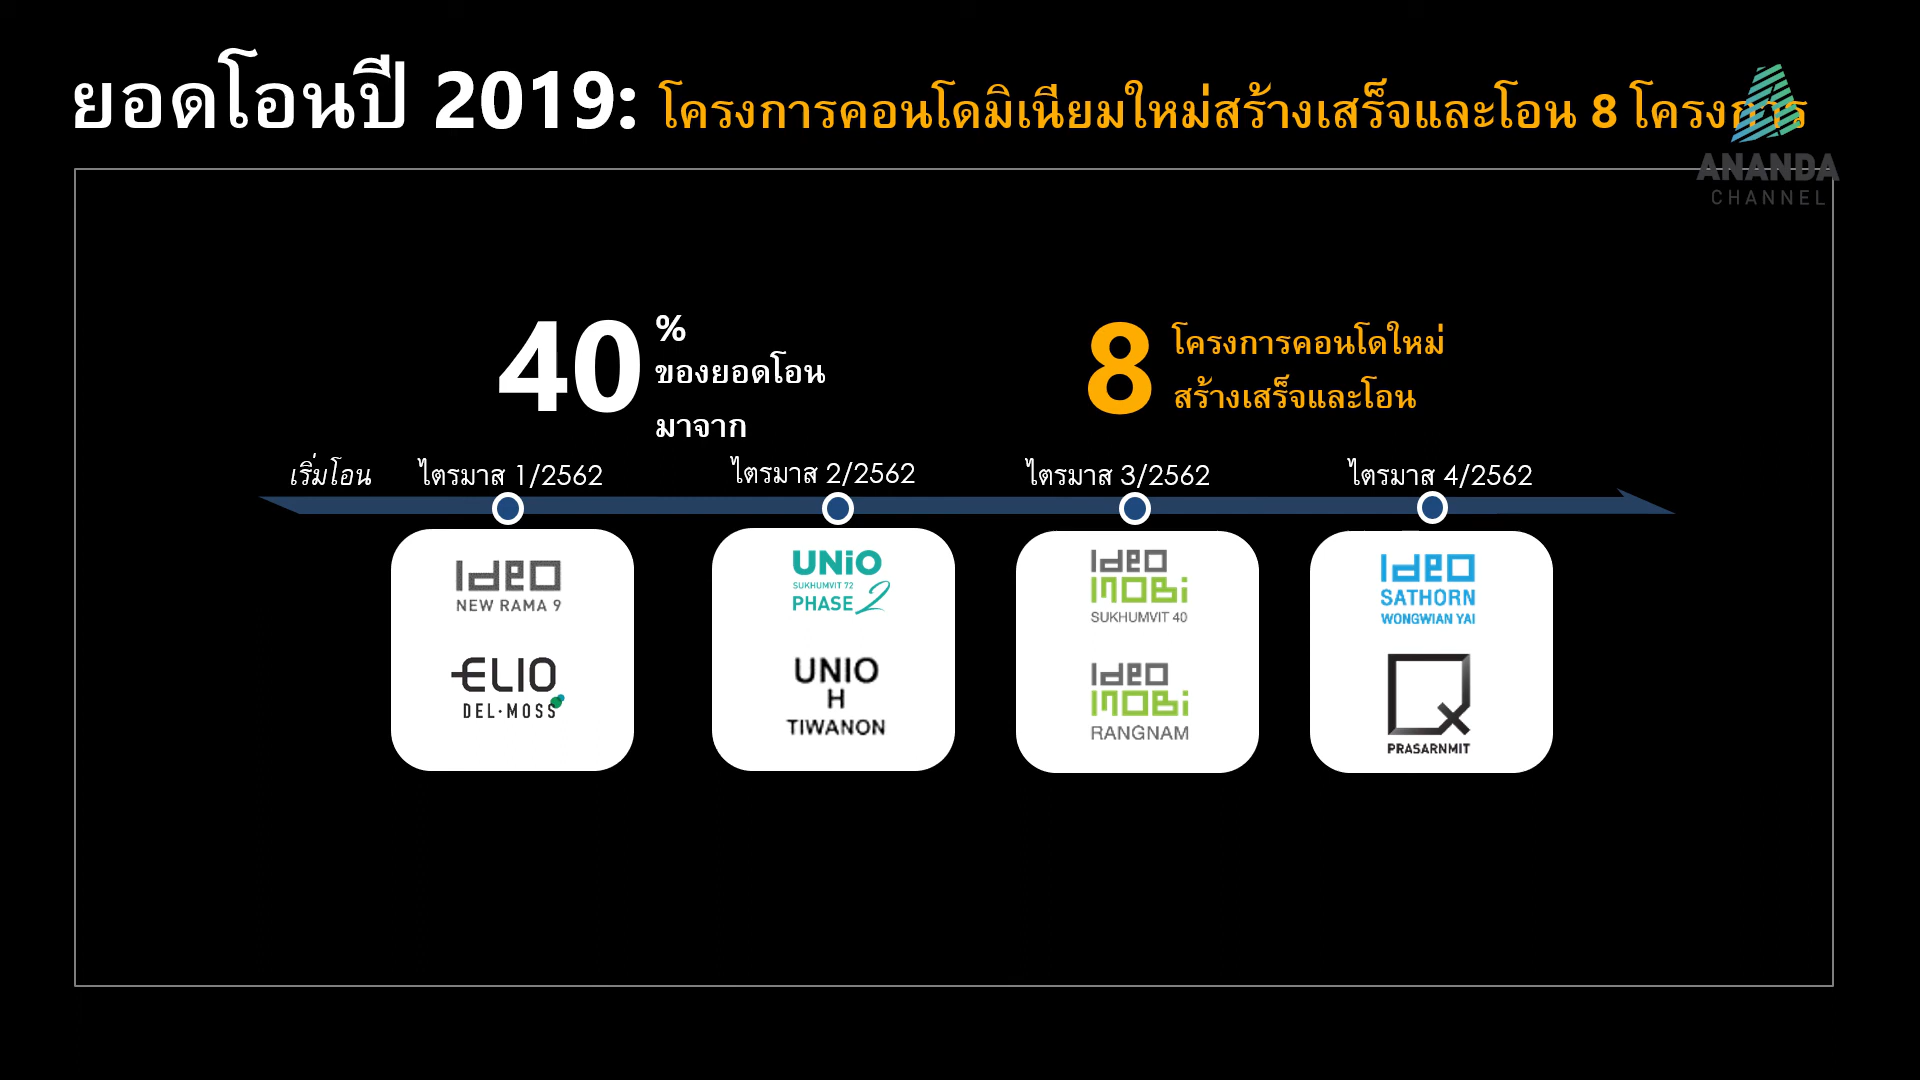 ยอดโอนปี 2019: โครงการคอนโดมิเนียมใหม่สร้างเสร็จและโอน 8 โครงการ
ANANDA
CHANNEL
40 %
ของยอดโอน
มาจาก
8 โครงการคอนโดใหม่
สร้างเสร็จและโอน
เริ่มโอน
ไตรมาส 1/2562
ไตรมาส 2/2562
ไตรมาส 3/2562
ไตรมาส 4/2562
IDEO
NEW RAMA 9
ELIO
DEL·MOSS
UNiO
SUKHUMVIT 72
PHASE 2
UNIO
H
TIWANON
IDEO
MOBi
SUKHUMVIT 40
IDEO
MOBi
RANGNAM
IDEO
SATHORN
WONGWIAN YAI
Q
PRASARNMIT